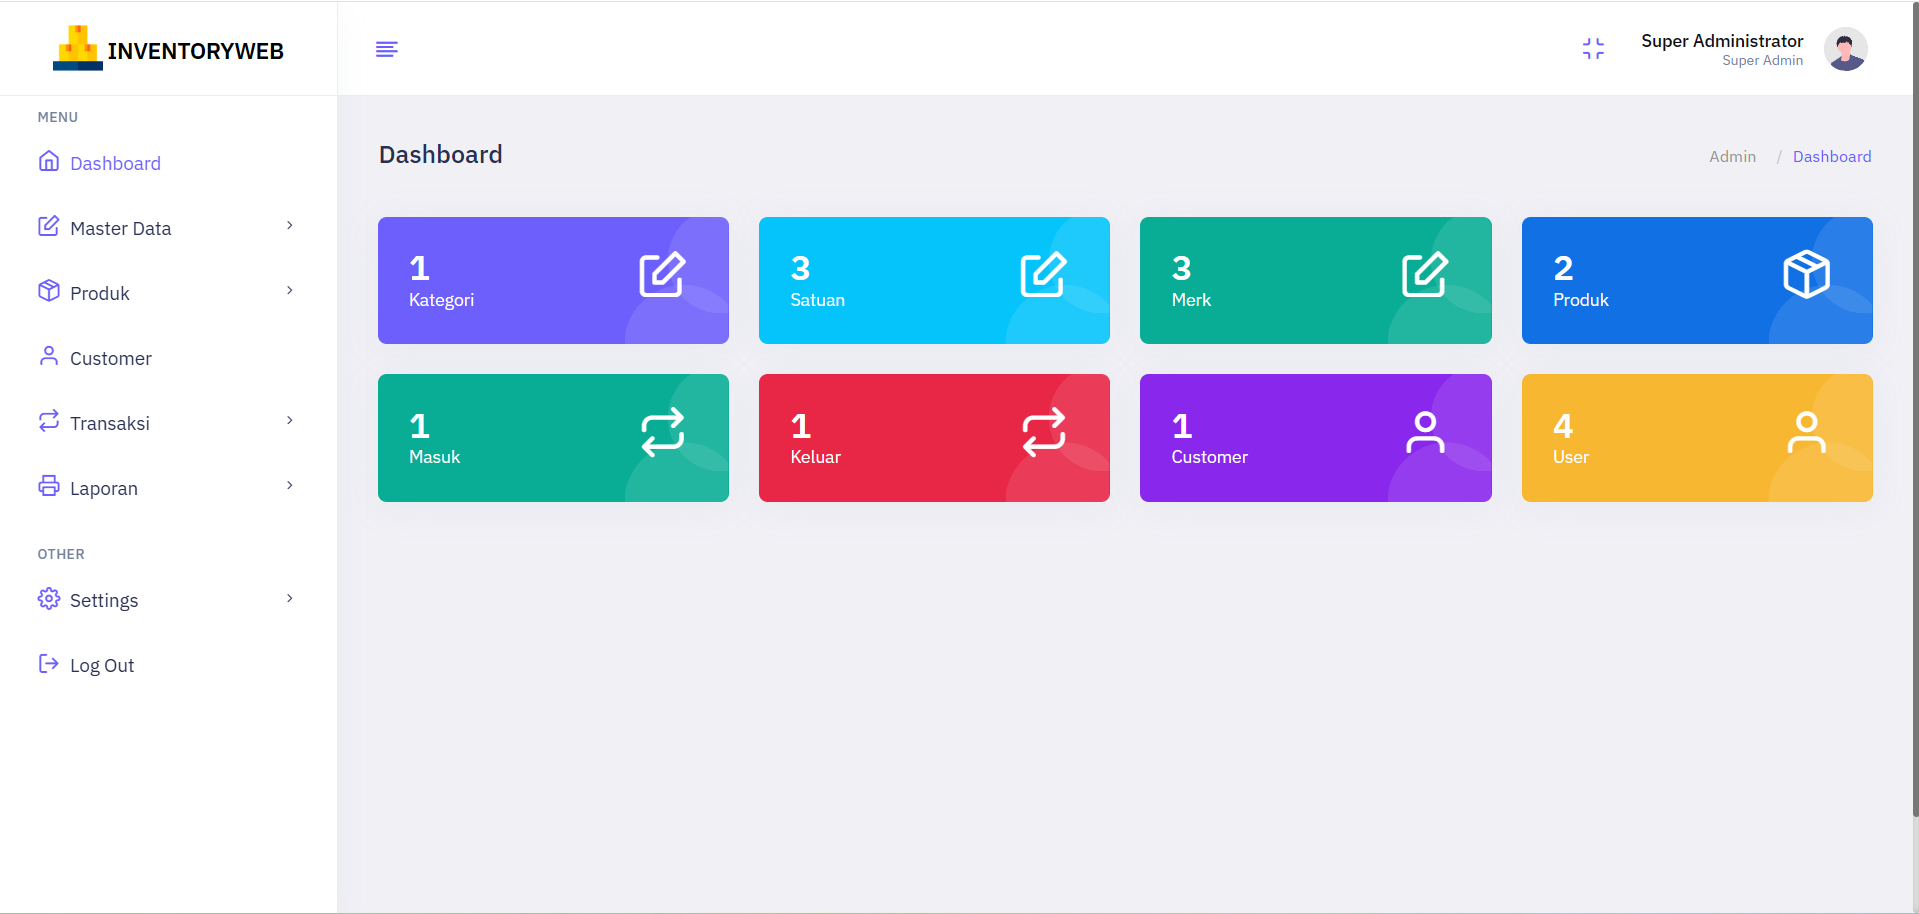 INVENTORYWEB
Super Administrator
Super Admin
MENU
Dashboard
Master Data
Produk
Customer
Transaksi
Laporan
OTHER
Settings
Log Out
Dashboard
Admin / Dashboard
1
Kategori
3
Satuan
3
Merk
2
Produk
1
Masuk
1
Keluar
1
Customer
4
User